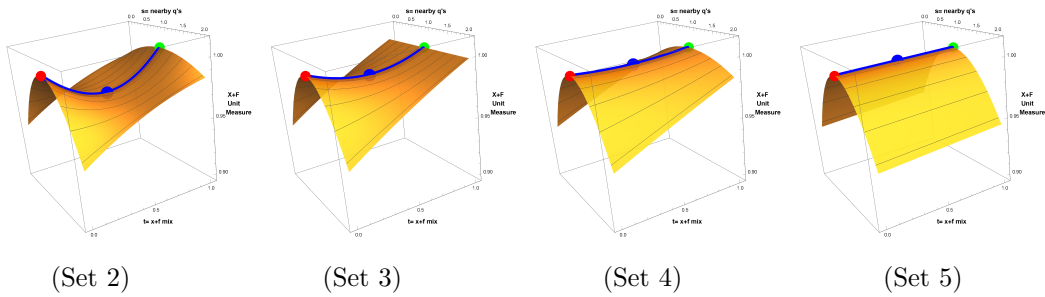 s= nearby q's
0.0 0.5 1.0 1.5 2.0
1.00
X+F
Unit
Measure
0.95
0.90
1.0
0.5
t= x+f mix
0.0
(Set 2)
s= nearby q's
0.0 0.5 1.0 1.5 2.0
1.00
X+F
Unit
Measure
0.95
0.90
1.0
0.5
t= x+f mix
0.0
(Set 3)
s= nearby q's
0.0 0.5 1.0 1.5 2.0
1.00
X+F
Unit
Measure
0.95
0.90
1.0
0.5
t= x+f mix
0.0
(Set 4)
s= nearby q's
0.0 0.5 1.0 1.5 2.0
1.00
X+F
Unit
Measure
0.95
0.90
1.0
0.5
t= x+f mix
0.0
(Set 5)